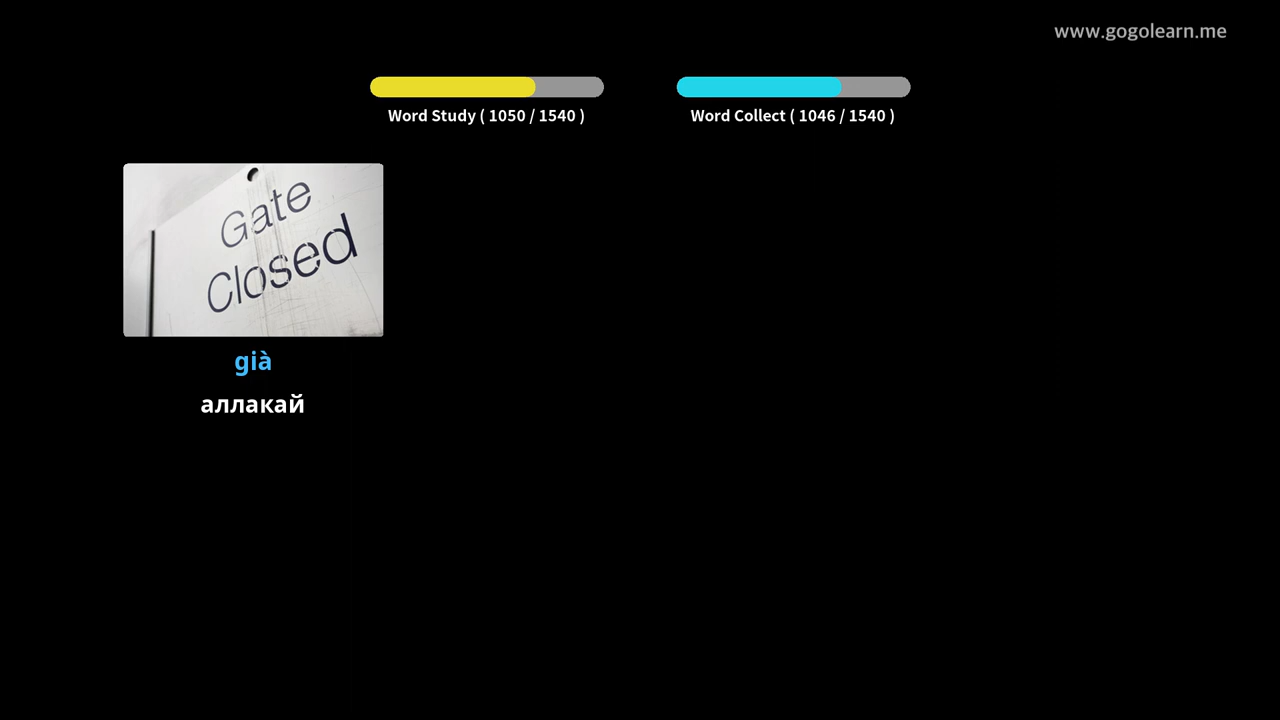 www.gogolearn.me
Word Study ( 1050 / 1540 )
Word Collect ( 1046 / 1540 )
Gate
Closed
già
аллакай